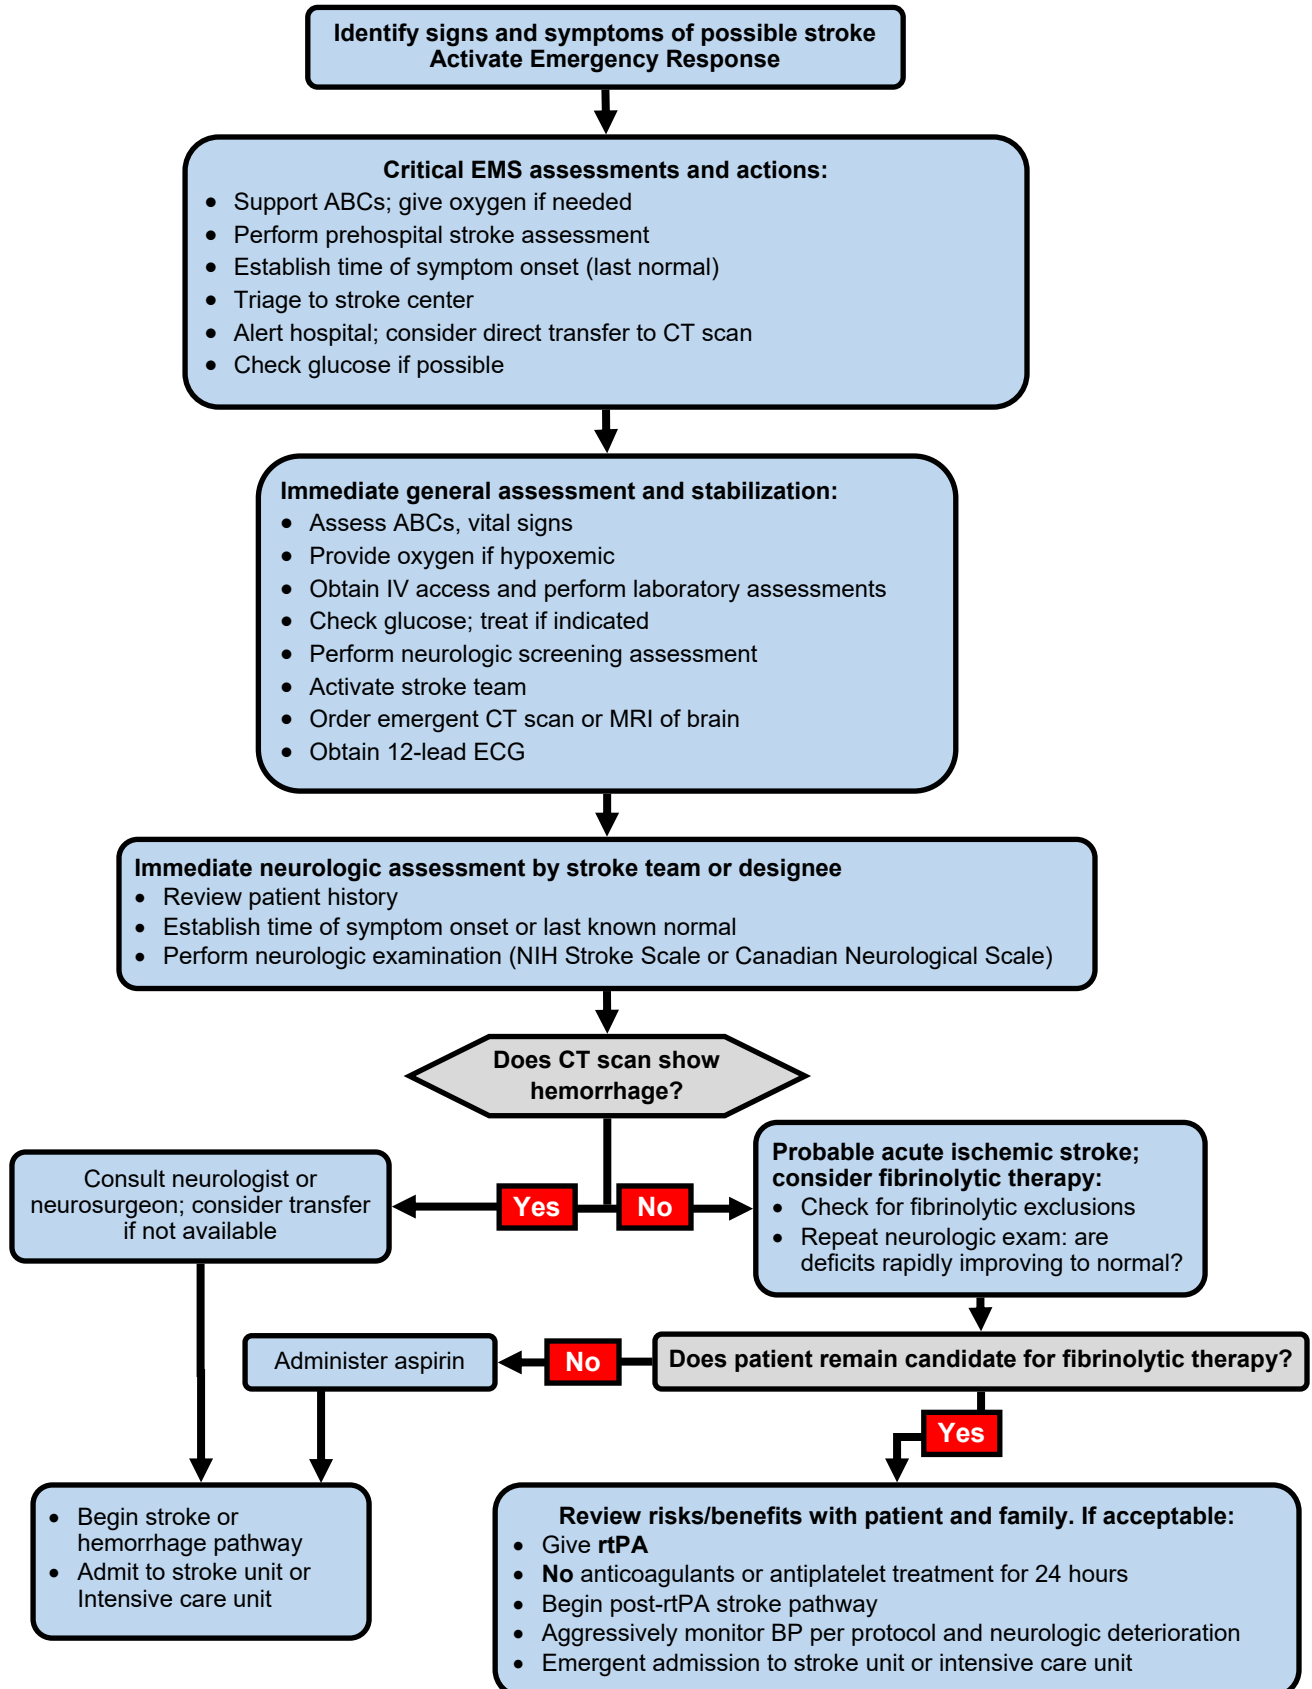 Identify signs and symptoms of possible stroke
Activate Emergency Response
Critical EMS assessments and actions:
• Support ABCs; give oxygen if needed
• Perform prehospital stroke assessment
• Establish time of symptom onset (last normal)
• Triage to stroke center
• Alert hospital; consider direct transfer to CT scan
• Check glucose if possible
Immediate general assessment and stabilization:
• Assess ABCs, vital signs
• Provide oxygen if hypoxemic
• Obtain IV access and perform laboratory assessments
• Check glucose; treat if indicated
• Perform neurologic screening assessment
• Activate stroke team
• Order emergent CT scan or MRI of brain
• Obtain 12-lead ECG
Immediate neurologic assessment by stroke team or designee
• Review patient history
• Establish time of symptom onset or last known normal
• Perform neurologic examination (NIH Stroke Scale or Canadian Neurological Scale)
Does CT scan show
hemorrhage?
Yes
No
Consult neurologist or
neurosurgeon; consider transfer
if not available
Probable acute ischemic stroke;
consider fibrinolytic therapy:
• Check for fibrinolytic exclusions
• Repeat neurologic exam: are
deficits rapidly improving to normal?
Administer aspirin
No
Does patient remain candidate for fibrinolytic therapy?
Yes
• Begin stroke or
hemorrhage pathway
• Admit to stroke unit or
Intensive care unit
Review risks/benefits with patient and family. If acceptable:
• Give rtPA
• No anticoagulants or antiplatelet treatment for 24 hours
• Begin post-rtPA stroke pathway
• Aggressively monitor BP per protocol and neurologic deterioration
• Emergent admission to stroke unit or intensive care unit